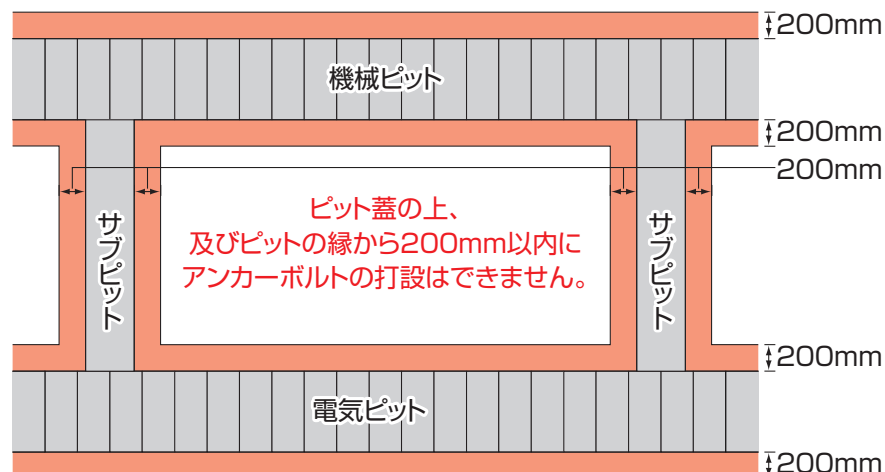 200mm
機械ピット
200mm
200mm
ピット蓋の上、
及びピットの縁から200mm以内に
アンカーボルトの打設はできません。
サブピット
サブピット
200mm
電気ピット
200mm